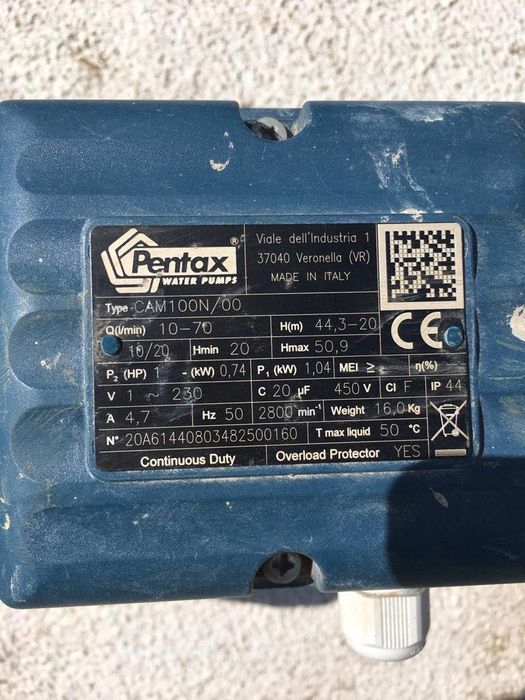 Pentax®
WATER PUMPS
Viale dell'Industria 1
37040 Veronella (VR)
MADE IN ITALY
Type CAM100N/00
Q(l/min) 10-70 H(m) 44,3-20
10/20 Hmin 20 Hmax 50,9
CE
P2 (HP) 1 - (kW) 0,74 P1 (kW) 1,04 MEI ≥ - η(%)
V 1 ~ 230 C 20 µF 450 V Cl F IP 44
A 4,7 Hz 50 2800 min-1 Weight 16,0 Kg
N° 20A61440803482500160 T max liquid 50 °C
Continuous Duty Overload Protector YES